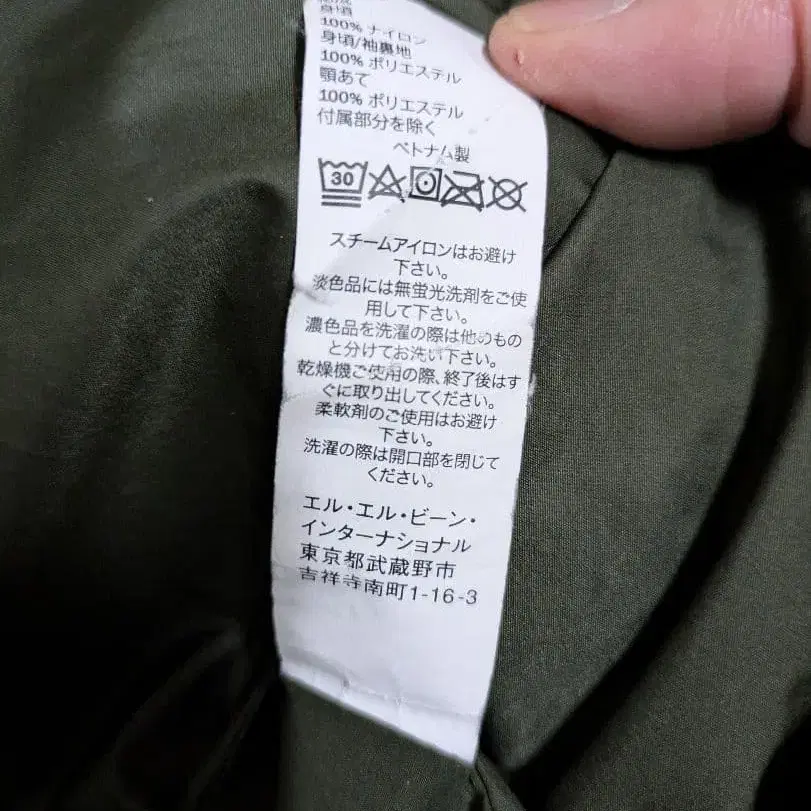 身頃
100% ナイロン
身頃/袖裏地
100% ポリエステル
顎あて
100% ポリエステル
付属部分を除く
ベトナム製
30
スチームアイロンはお避け
下さい。
淡色品には無蛍光洗剤をご使
用して下さい。
濃色品を洗濯の際は他のもの
と分けてお洗い下さい。
乾燥機ご使用の際、終了後はす
ぐに取り出してください。
柔軟剤のご使用はお避け
下さい。
洗濯の際は開口部を閉じて
ください。
エル・エル・ビーン・
インターナショナル
東京都武蔵野市
吉祥寺南町1-16-3